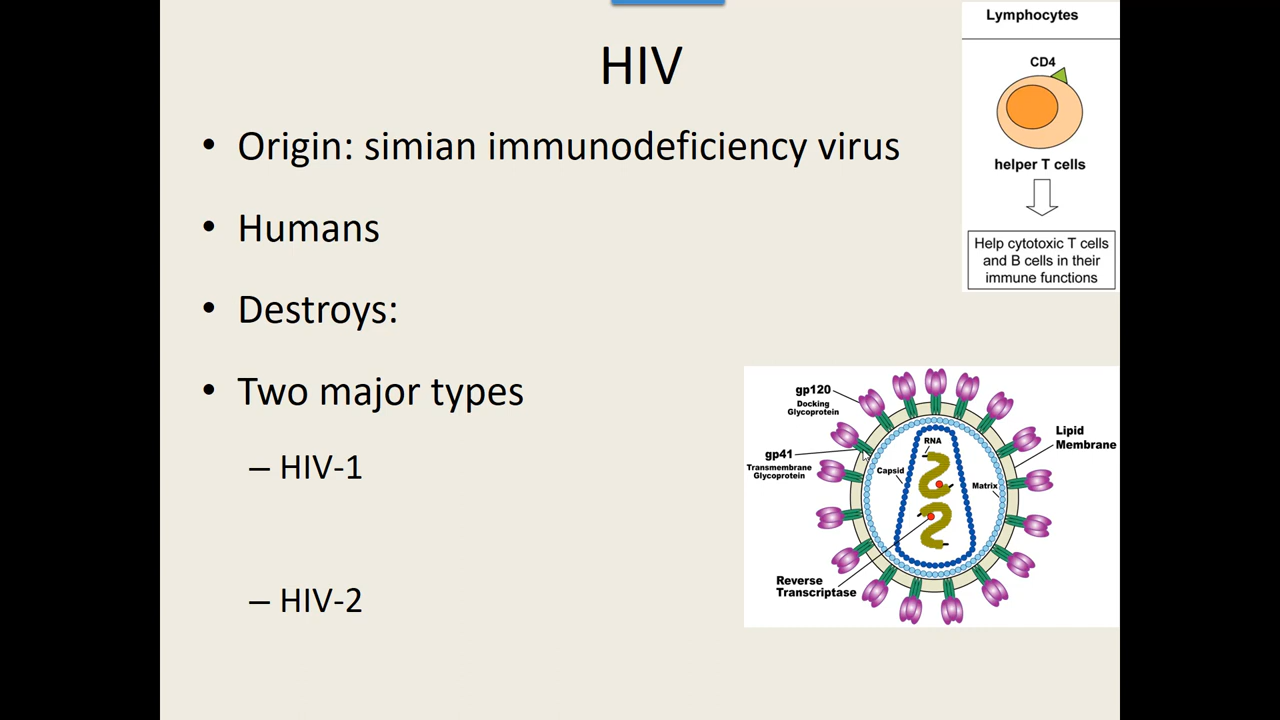 HIV
• Origin: simian immunodeficiency virus
• Humans
• Destroys:
• Two major types
– HIV-1
– HIV-2
Lymphocytes
CD4
helper T cells
Help cytotoxic T cells
and B cells in their
immune functions
gp120
Docking
Glycoprotein
gp41
Transmembrane
Glycoprotein
RNA
Capsid
Matrix
Lipid
Membrane
Reverse
Transcriptase